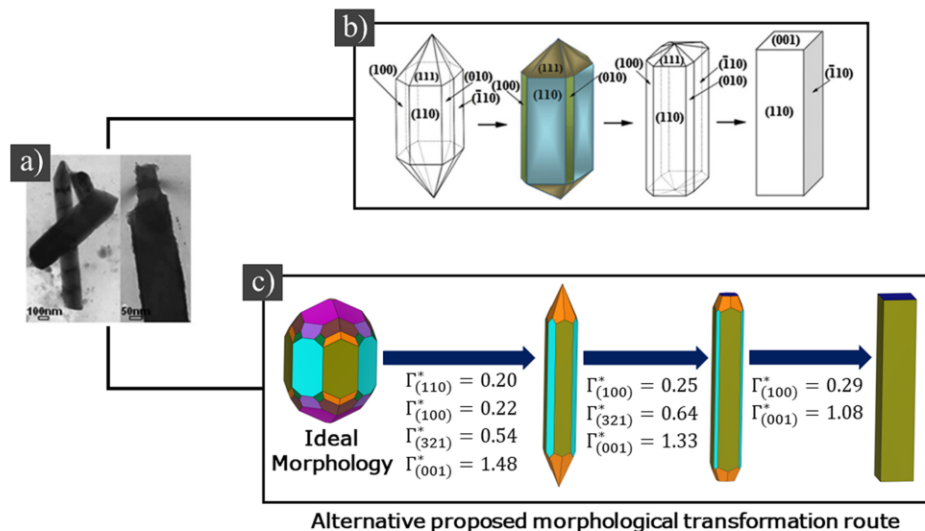 b)
(001)
(100)
(111)
(010)
(1̅10)
(110)
(100)
(111)
(010)
(110)
(100)
(111)
(1̅10)
(010)
(110)
(1̅10)
(110)
a)
100nm
50nm
c)
Ideal
Morphology
Γ*(110) = 0.20
Γ*(100) = 0.22
Γ*(321) = 0.54
Γ*(001) = 1.48
Γ*(100) = 0.25
Γ*(321) = 0.64
Γ*(001) = 1.33
Γ*(100) = 0.29
Γ*(001) = 1.08
Alternative proposed morphological transformation route